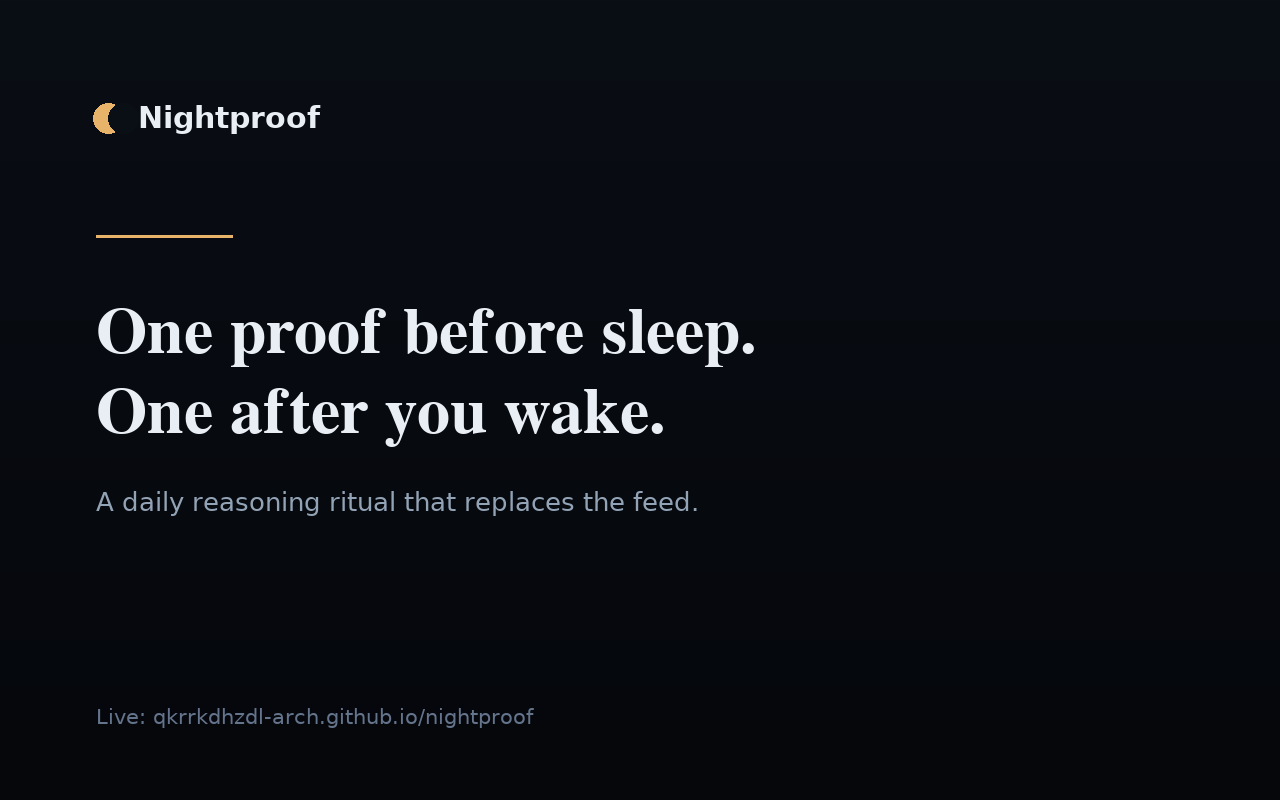 Nightproof
One proof before sleep.
One after you wake.
A daily reasoning ritual that replaces the feed.
Live: qkrrkdhzdl-arch.github.io/nightproof